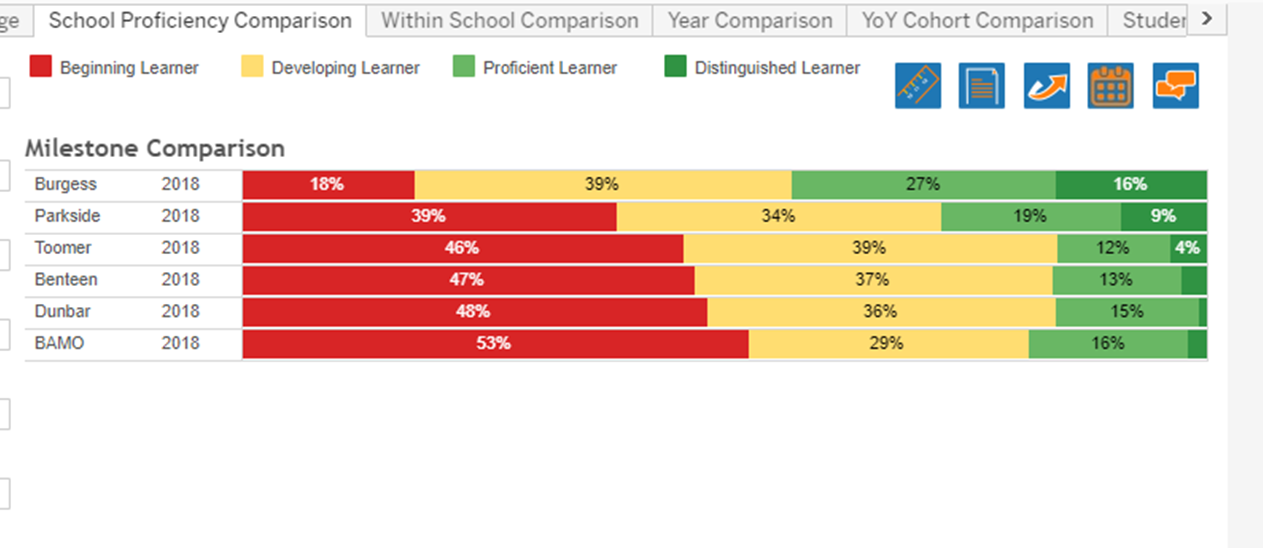 ge School Proficiency Comparison Within School Comparison Year Comparison YoY Cohort Comparison Studer >
Beginning Learner Developing Learner Proficient Learner Distinguished Learner
Milestone Comparison
Burgess 2018 18% 39% 27% 16%
Parkside 2018 39% 34% 19% 9%
Toomer 2018 46% 39% 12% 4%
Benteen 2018 47% 37% 13%
Dunbar 2018 48% 36% 15%
BAMO 2018 53% 29% 16%